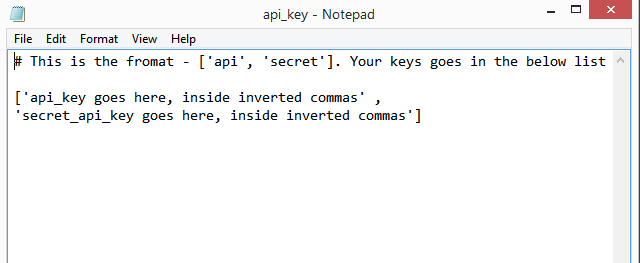 api_key - Notepad
File Edit Format View Help
# This is the fromat - ['api', 'secret']. Your keys goes in the below list
['api_key goes here, inside inverted commas' ,
'secret_api_key goes here, inside inverted commas']